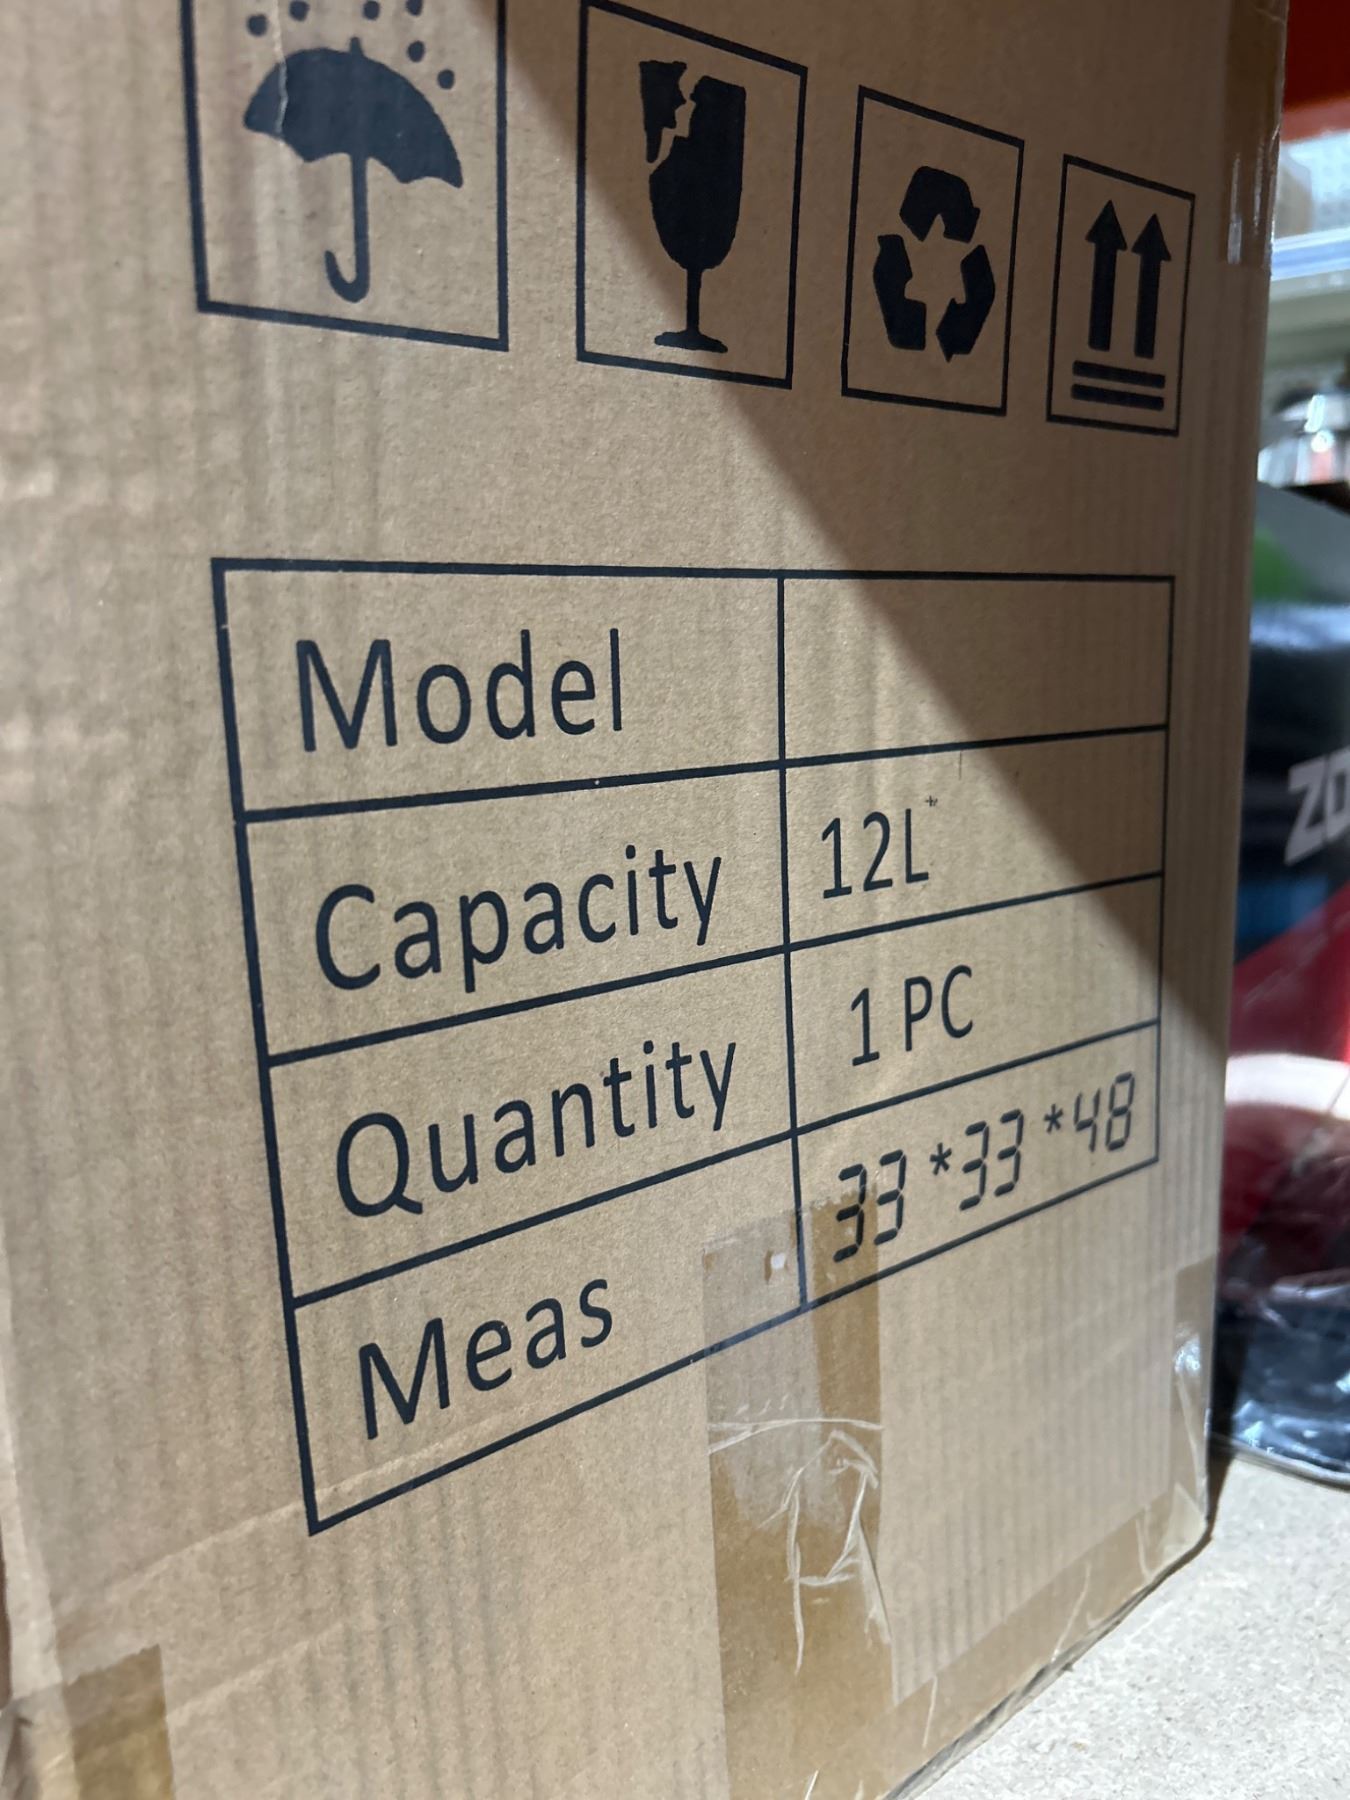 Model
Capacity 12L
Quantity 1 PC
Meas 33*33*48